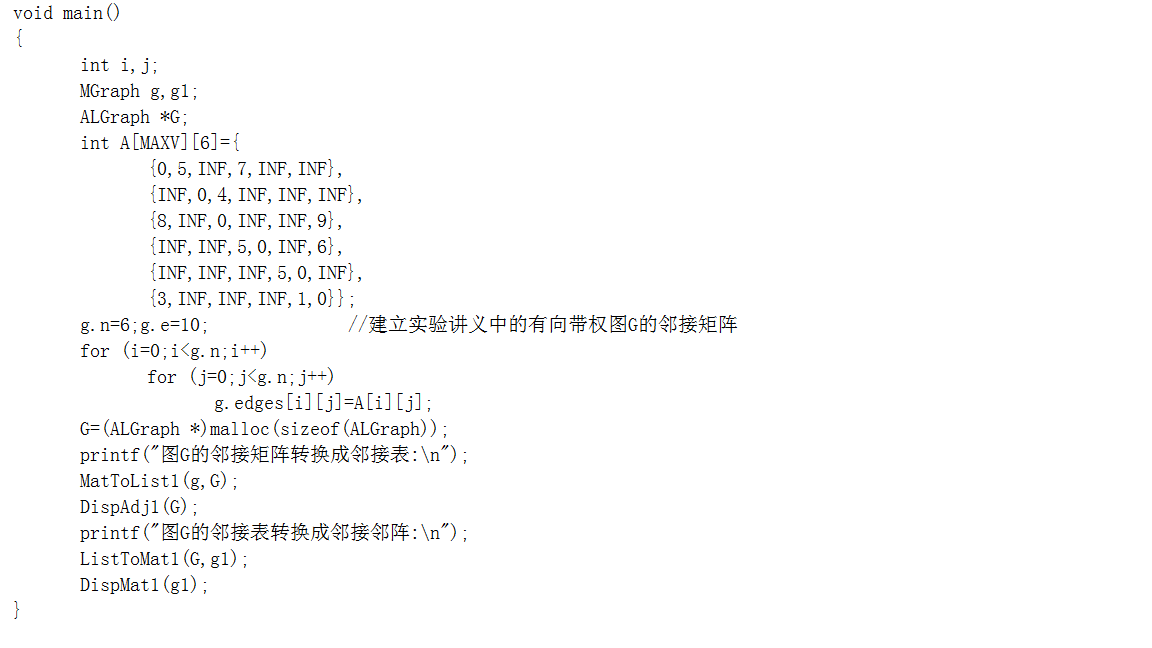 void main()
{
int i,j;
MGraph g,g1;
ALGraph *G;
int A[MAXV][6]={
{0,5,INF,7,INF,INF},
{INF,0,4,INF,INF,INF},
{8,INF,0,INF,INF,9},
{INF,INF,5,0,INF,6},
{INF,INF,INF,5,0,INF},
{3,INF,INF,INF,1,0}};
g.n=6;g.e=10; //建立实验讲义中的有向带权图G的邻接矩阵
for (i=0;i<g.n;i++)
for (j=0;j<g.n;j++)
g.edges[i][j]=A[i][j];
G=(ALGraph *)malloc(sizeof(ALGraph));
printf("图G的邻接矩阵转换成邻接表:\n");
MatToList1(g,G);
DispAdj1(G);
printf("图G的邻接表转换成邻接邻阵:\n");
ListToMat1(G,g1);
DispMat1(g1);
}